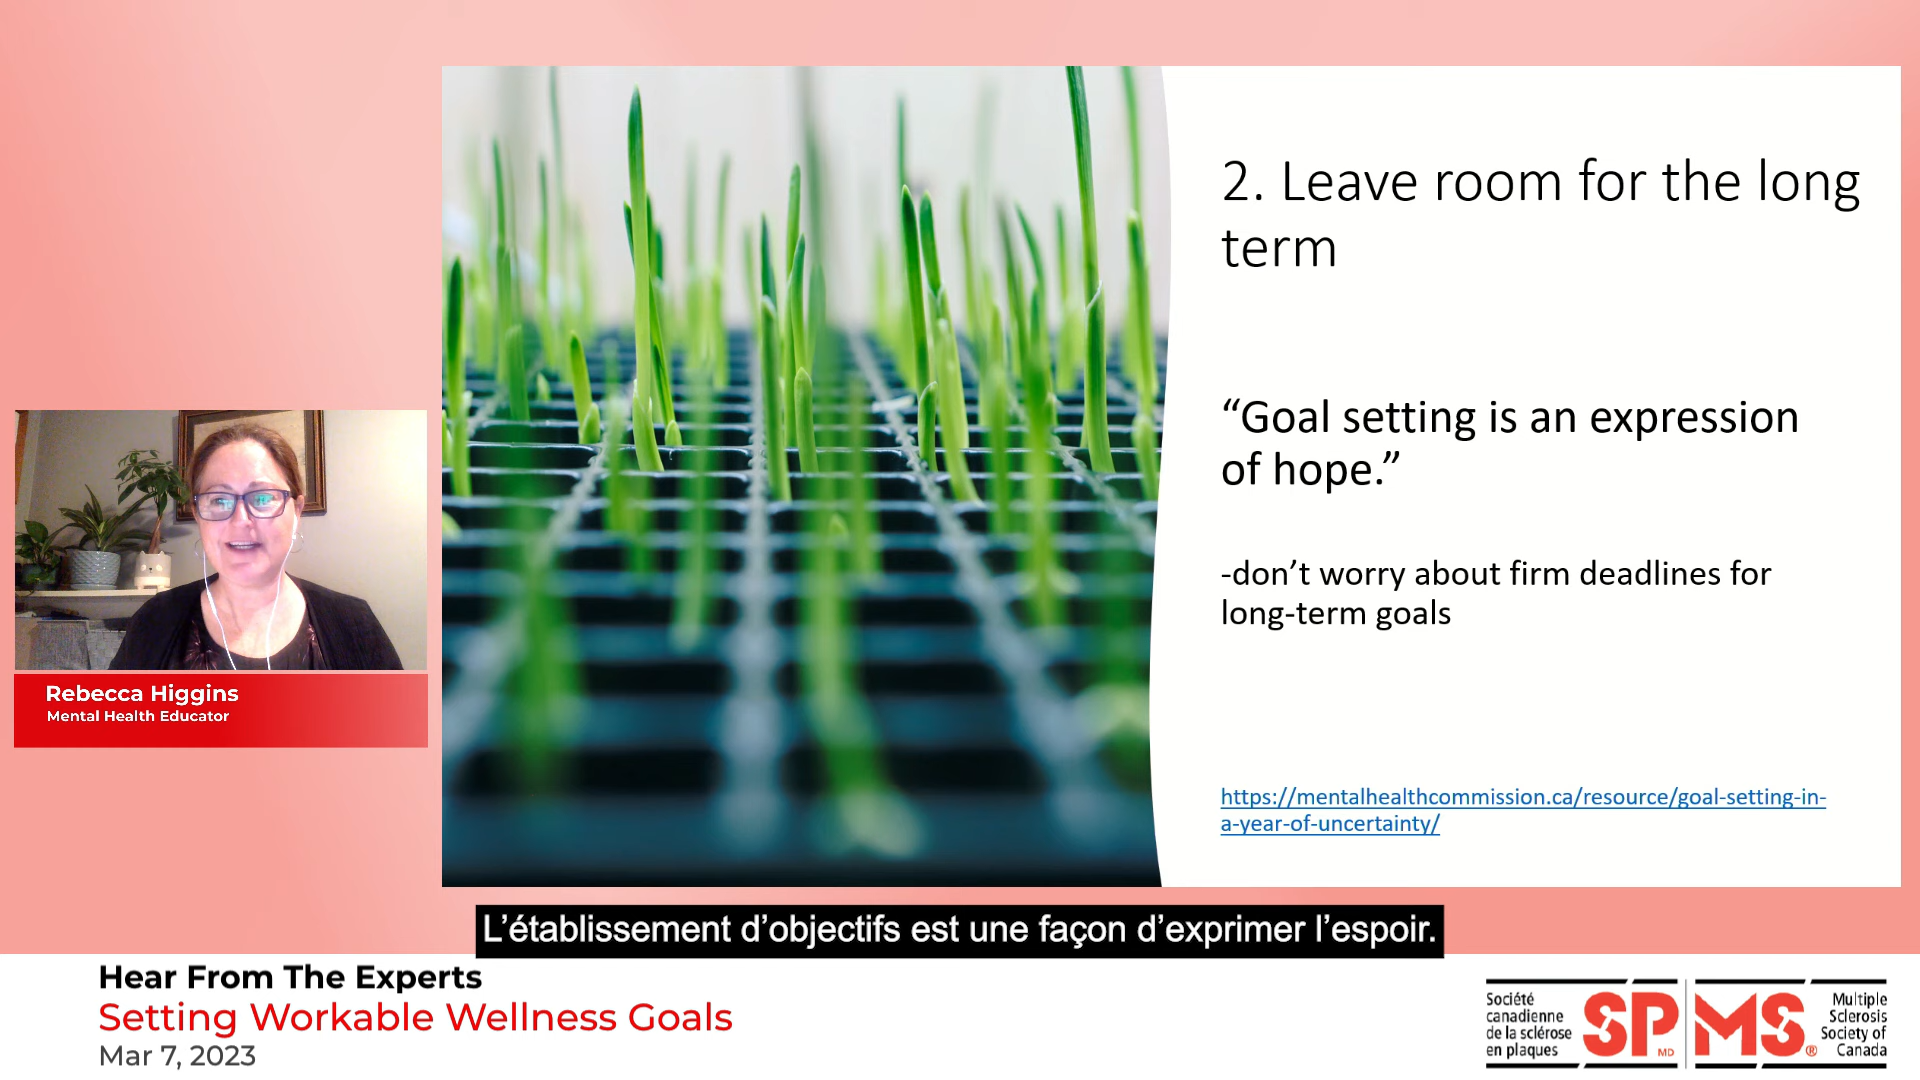 2. Leave room for the long
term
“Goal setting is an expression
of hope.”
-don’t worry about firm deadlines for
long-term goals
https://mentalhealthcommission.ca/resource/goal-setting-in-
a-year-of-uncertainty/
Rebecca Higgins
Mental Health Educator
L’établissement d’objectifs est une façon d’exprimer l’espoir.
Hear From The Experts
Setting Workable Wellness Goals
Mar 7, 2023
Société
canadienne
de la sclérose
en plaques
SP MD
MS ®
Multiple
Sclerosis
Society of
Canada